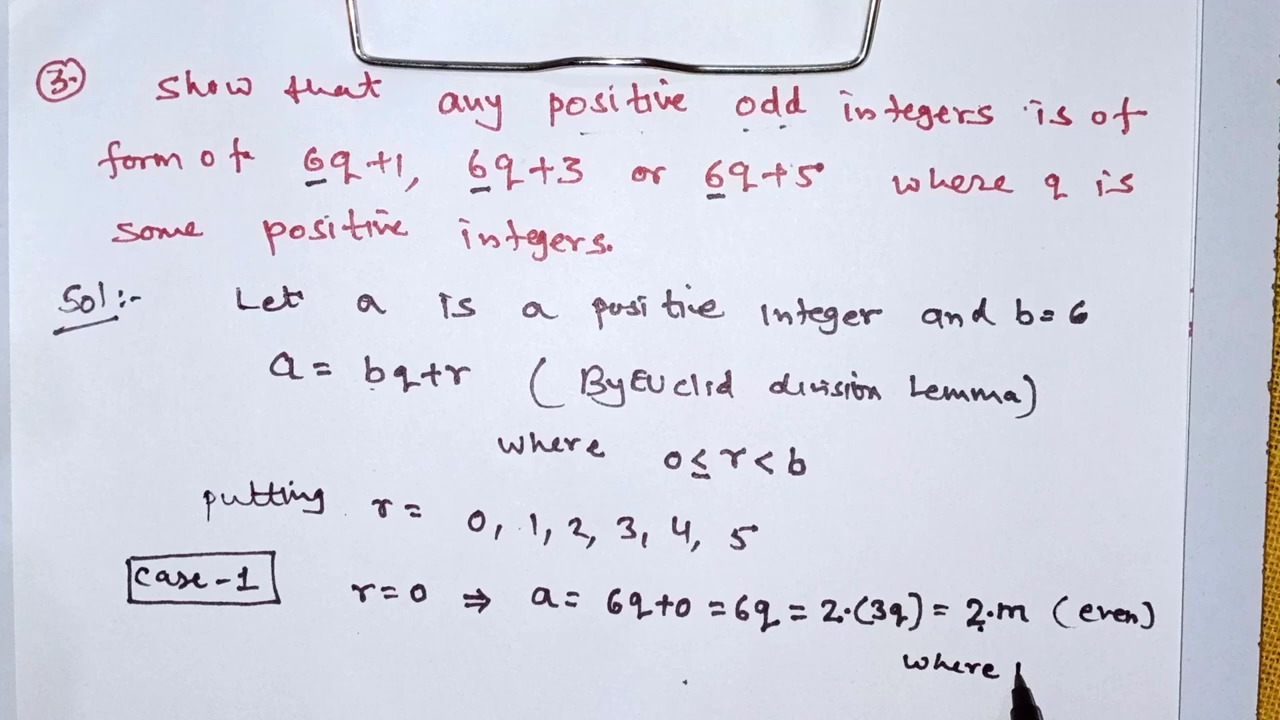 3. Show that any positive odd integers is of
form of 6q+1, 6q+3 or 6q+5 where q is
some positive integers.
Sol:- Let a is a positive integer and b=6
a = bq+r (By Euclid division Lemma)
where 0≤r<b
putting r= 0, 1, 2, 3, 4, 5
Case-1 r=0 ⇒ a= 6q+0 =6q = 2·(3q) = 2·m (even)
where